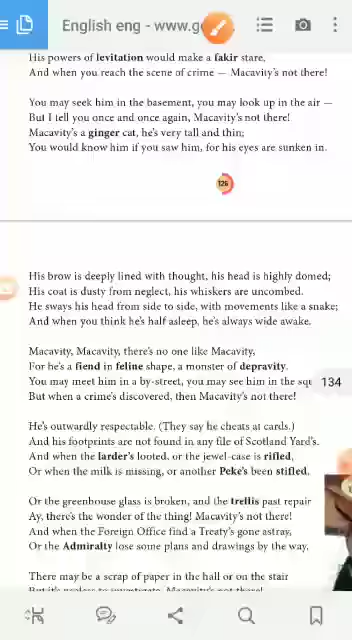 English eng - www.g
His powers of levitation would make a fakir stare,
And when you reach the scene of crime — Macavity's not there!
You may seek him in the basement, you may look up in the air —
But I tell you once and once again, Macavity's not there!
Macavity's a ginger cat, he's very tall and thin;
You would know him if you saw him, for his eyes are sunken in.
126
His brow is deeply lined with thought, his head is highly domed;
His coat is dusty from neglect, his whiskers are uncombed.
He sways his head from side to side, with movements like a snake;
And when you think he's half asleep, he's always wide awake.
Macavity, Macavity, there's no one like Macavity,
For he's a fiend in feline shape, a monster of depravity.
You may meet him in a by-street, you may see him in the squ
134
But when a crime's discovered, then Macavity's not there!
He's outwardly respectable. (They say he cheats at cards.)
And his footprints are not found in any file of Scotland Yard's.
And when the larder's looted, or the jewel-case is rifled,
Or when the milk is missing, or another Peke's been stifled,
Or the greenhouse glass is broken, and the trellis past repair
Ay, there's the wonder of the thing! Macavity's not there!
And when the Foreign Office find a Treaty's gone astray,
Or the Admiralty lose some plans and drawings by the way,
There may be a scrap of paper in the hall or on the stair
But it's useless to investigate, Macavity's not there!